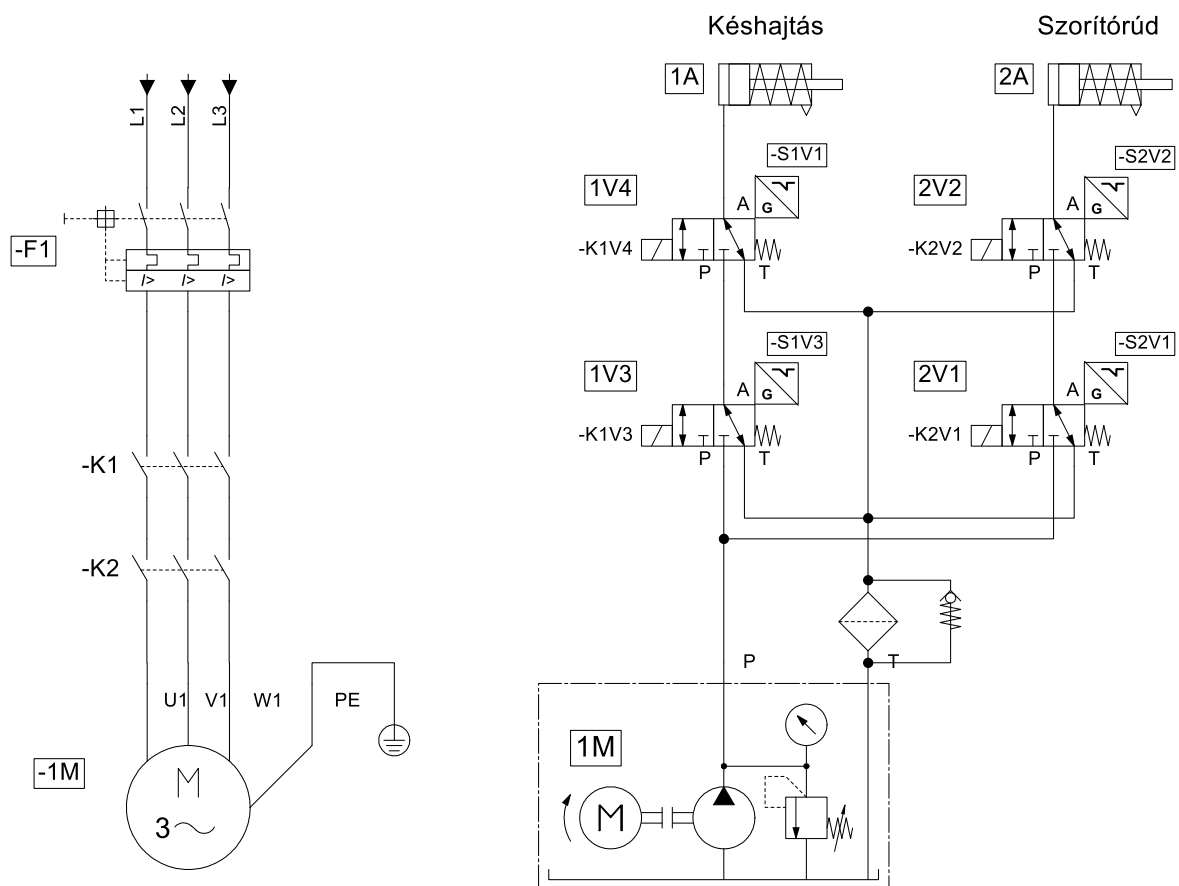 Késhajtás
Szorítórúd
1A
2A
L1
L2
L3
-S1V1
-S2V2
1V4
A
G
2V2
A
G
-F1
-K1V4
P
T
-K2V2
P
T
I>
I>
I>
-S1V3
-S2V1
1V3
A
G
2V1
A
G
-K1V3
P
T
-K2V1
P
T
-K1
-K2
P
T
U1
V1
W1
PE
1M
-1M
M
3
M